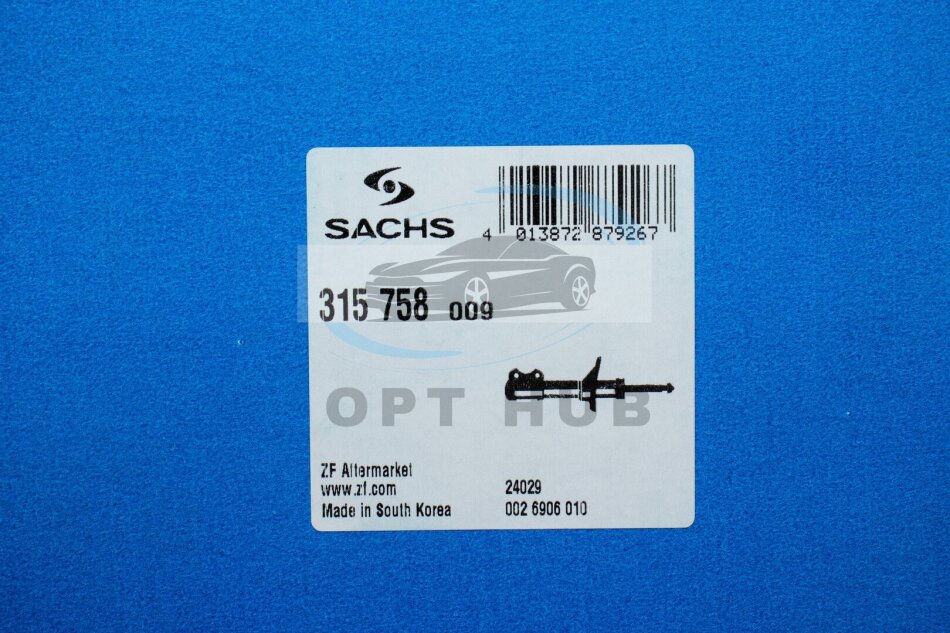 SACHS
4 013872 879267
315 758 009
OPT HUB
ZF Aftermarket
www.zf.com
24029
Made in South Korea
002 6906 010